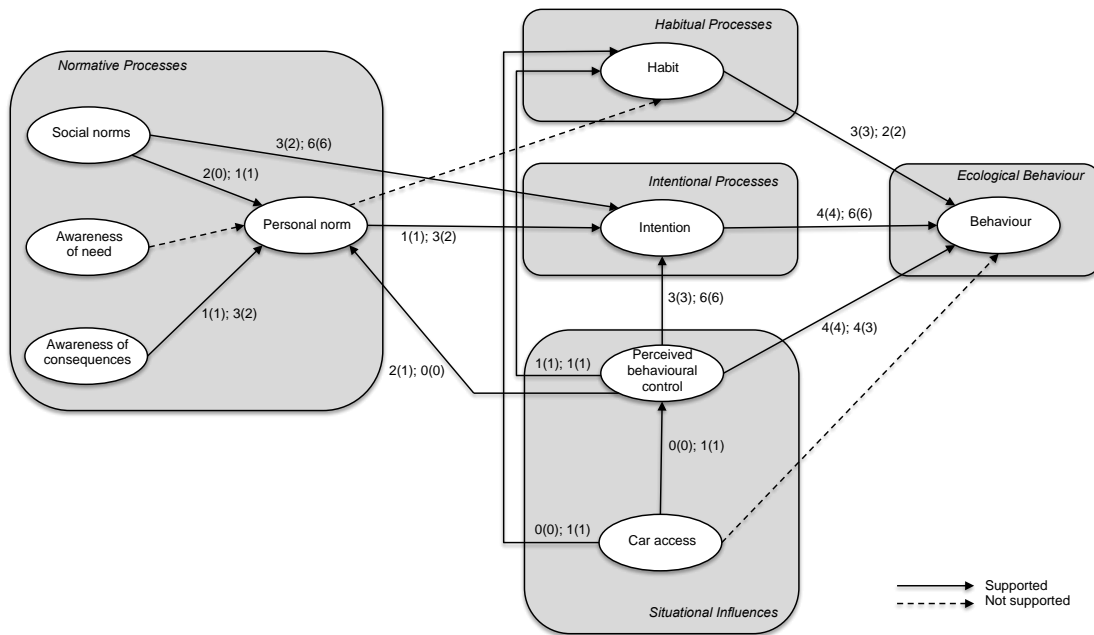 Habitual Processes
Normative Processes
Habit
Social norms
3(2); 6(6)
3(3); 2(2)
2(0); 1(1)
Intentional Processes
Ecological Behaviour
Personal norm
1(1); 3(2)
Intention
4(4); 6(6)
Behaviour
Awareness
of need
1(1); 3(2)
3(3); 6(6)
4(4); 4(3)
Awareness of
consequences
2(1); 0(0)
1(1); 1(1)
Perceived
behavioural
control
0(0); 1(1)
0(0); 1(1)
Car access
Situational Influences
Supported
Not supported